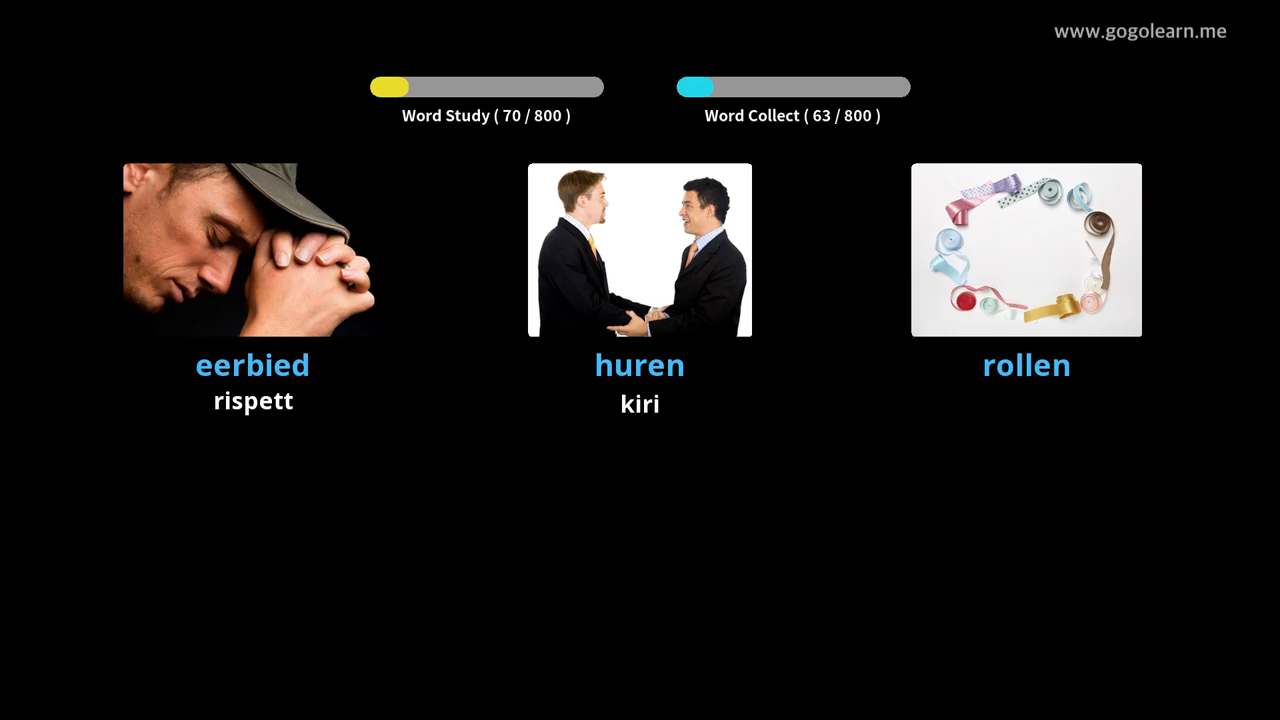 www.gogolearn.me
Word Study ( 70 / 800 )
Word Collect ( 63 / 800 )
eerbied
rispett
huren
kiri
rollen